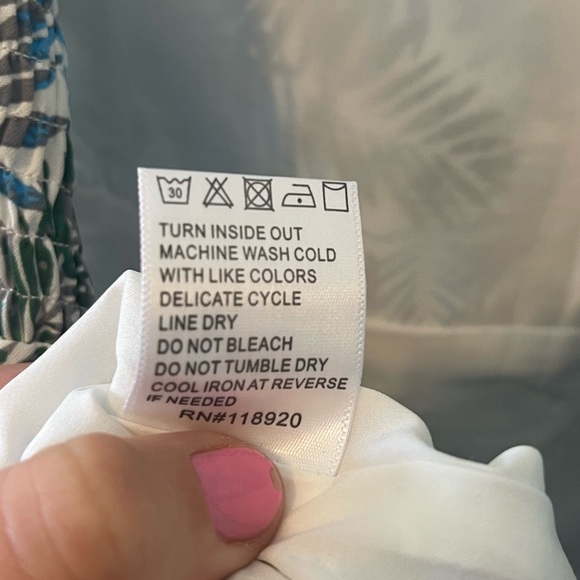 30
TURN INSIDE OUT
MACHINE WASH COLD
WITH LIKE COLORS
DELICATE CYCLE
LINE DRY
DO NOT BLEACH
DO NOT TUMBLE DRY
COOL IRON AT REVERSE
IF NEEDED
RN#118920